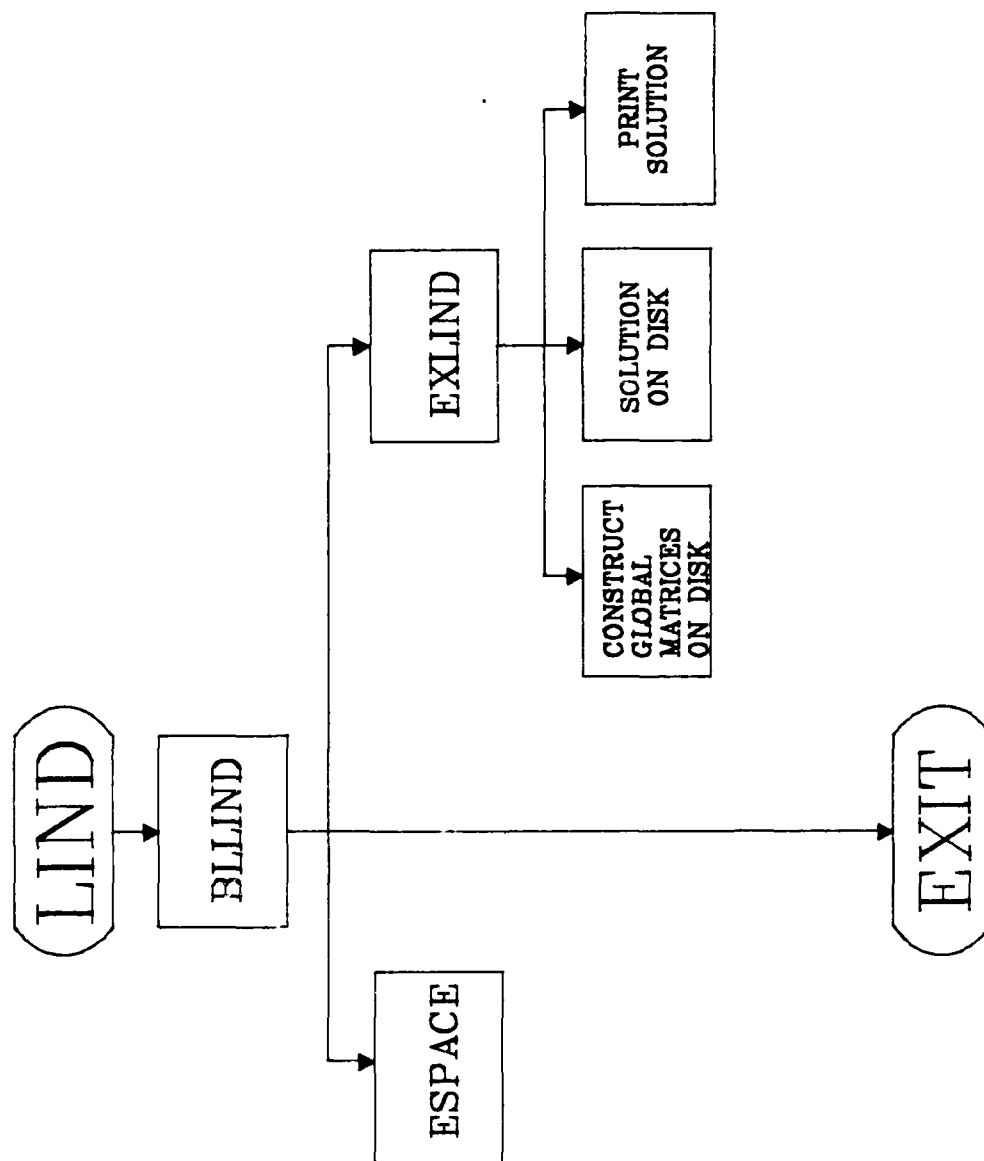 LIND
BLLIND
ESPACE
EXLIND
CONSTRUCT
GLOBAL
MATRICES
ON DISK
SOLUTION
ON DISK
PRINT
SOLUTION
EXIT